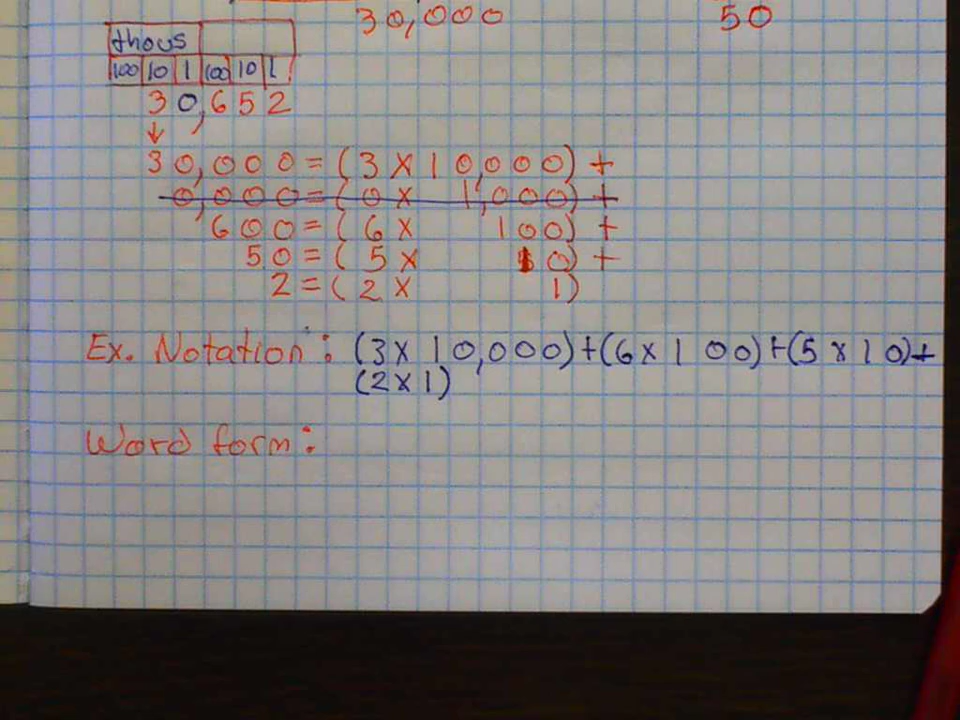 30,000 50
thous
100 10 1 100 10 1
30,652
↓
30,000 = (3 x 10,000) +
0,000 = (0 x 1,000) +
600 = (6 x 100) +
50 = (5 x 10) +
2 = (2 x 1)
Ex. Notation: (3 x 10,000) + (6 x 100) + (5 x 10) +
(2 x 1)
Word form: